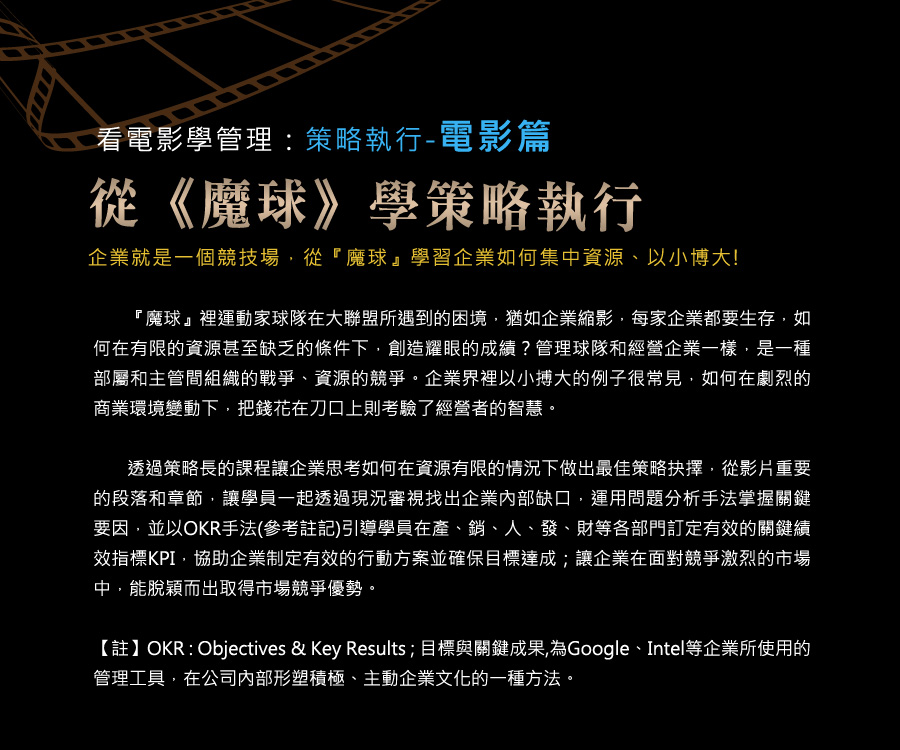 看電影學管理：策略執行-電影篇
從《魔球》學策略執行
企業就是一個競技場，從『魔球』學習企業如何集中資源、以小博大!
『魔球』裡運動家球隊在大聯盟所遇到的困境，猶如企業縮影，每家企業都要生存，如
何在有限的資源甚至缺乏的條件下，創造耀眼的成績？管理球隊和經營企業一樣，是一種
部屬和主管間組織的戰爭、資源的競爭。企業界裡以小搏大的例子很常見，如何在劇烈的
商業環境變動下，把錢花在刀口上則考驗了經營者的智慧。
透過策略長的課程讓企業思考如何在資源有限的情況下做出最佳策略抉擇，從影片重要
的段落和章節，讓學員一起透過現況審視找出企業內部缺口，運用問題分析手法掌握關鍵
要因，並以OKR手法(參考註記)引導學員在產、銷、人、發、財等各部門訂定有效的關鍵績
效指標KPI，協助企業制定有效的行動方案並確保目標達成；讓企業在面對競爭激烈的市場
中，能脫穎而出取得市場競爭優勢。
【註】OKR : Objectives & Key Results ; 目標與關鍵成果,為Google、Intel等企業所使用的
管理工具，在公司內部形塑積極、主動企業文化的一種方法。